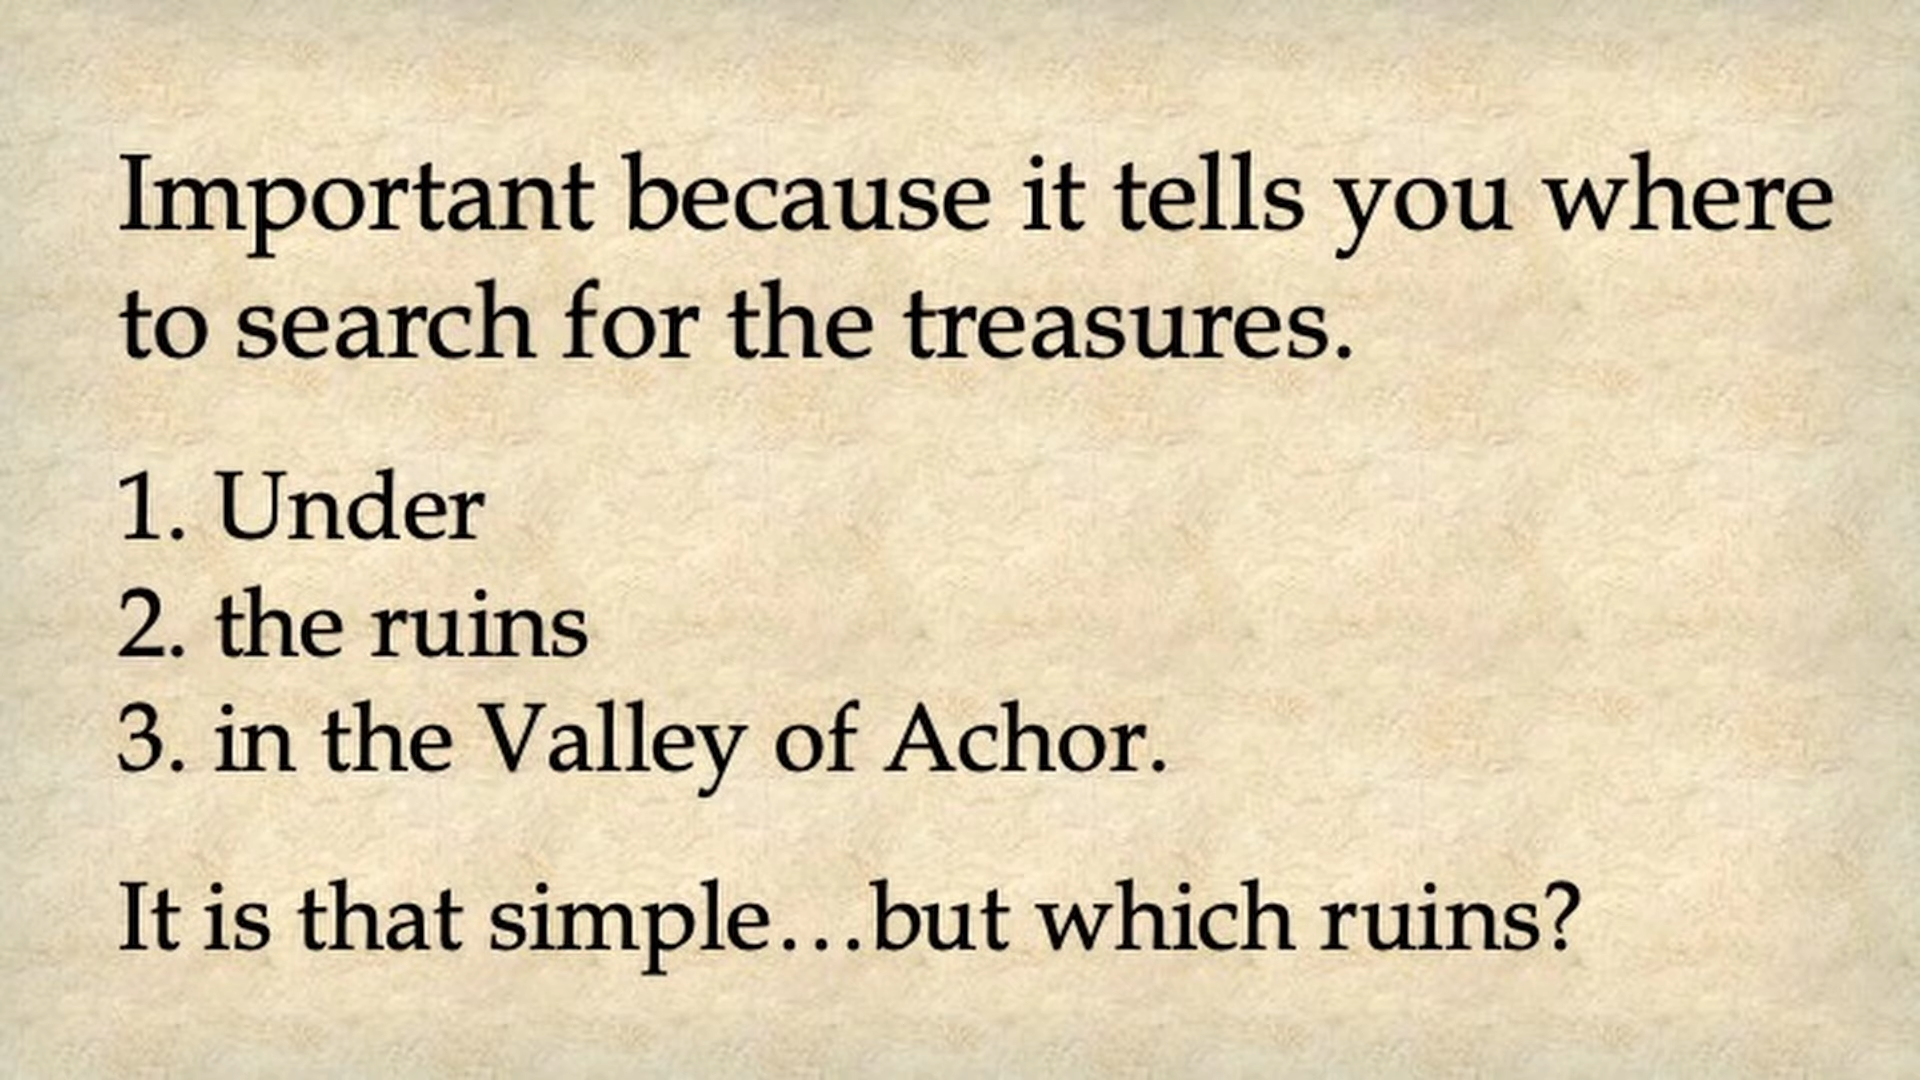 Important because it tells you where
to search for the treasures.
1. Under
2. the ruins
3. in the Valley of Achor.
It is that simple…but which ruins?